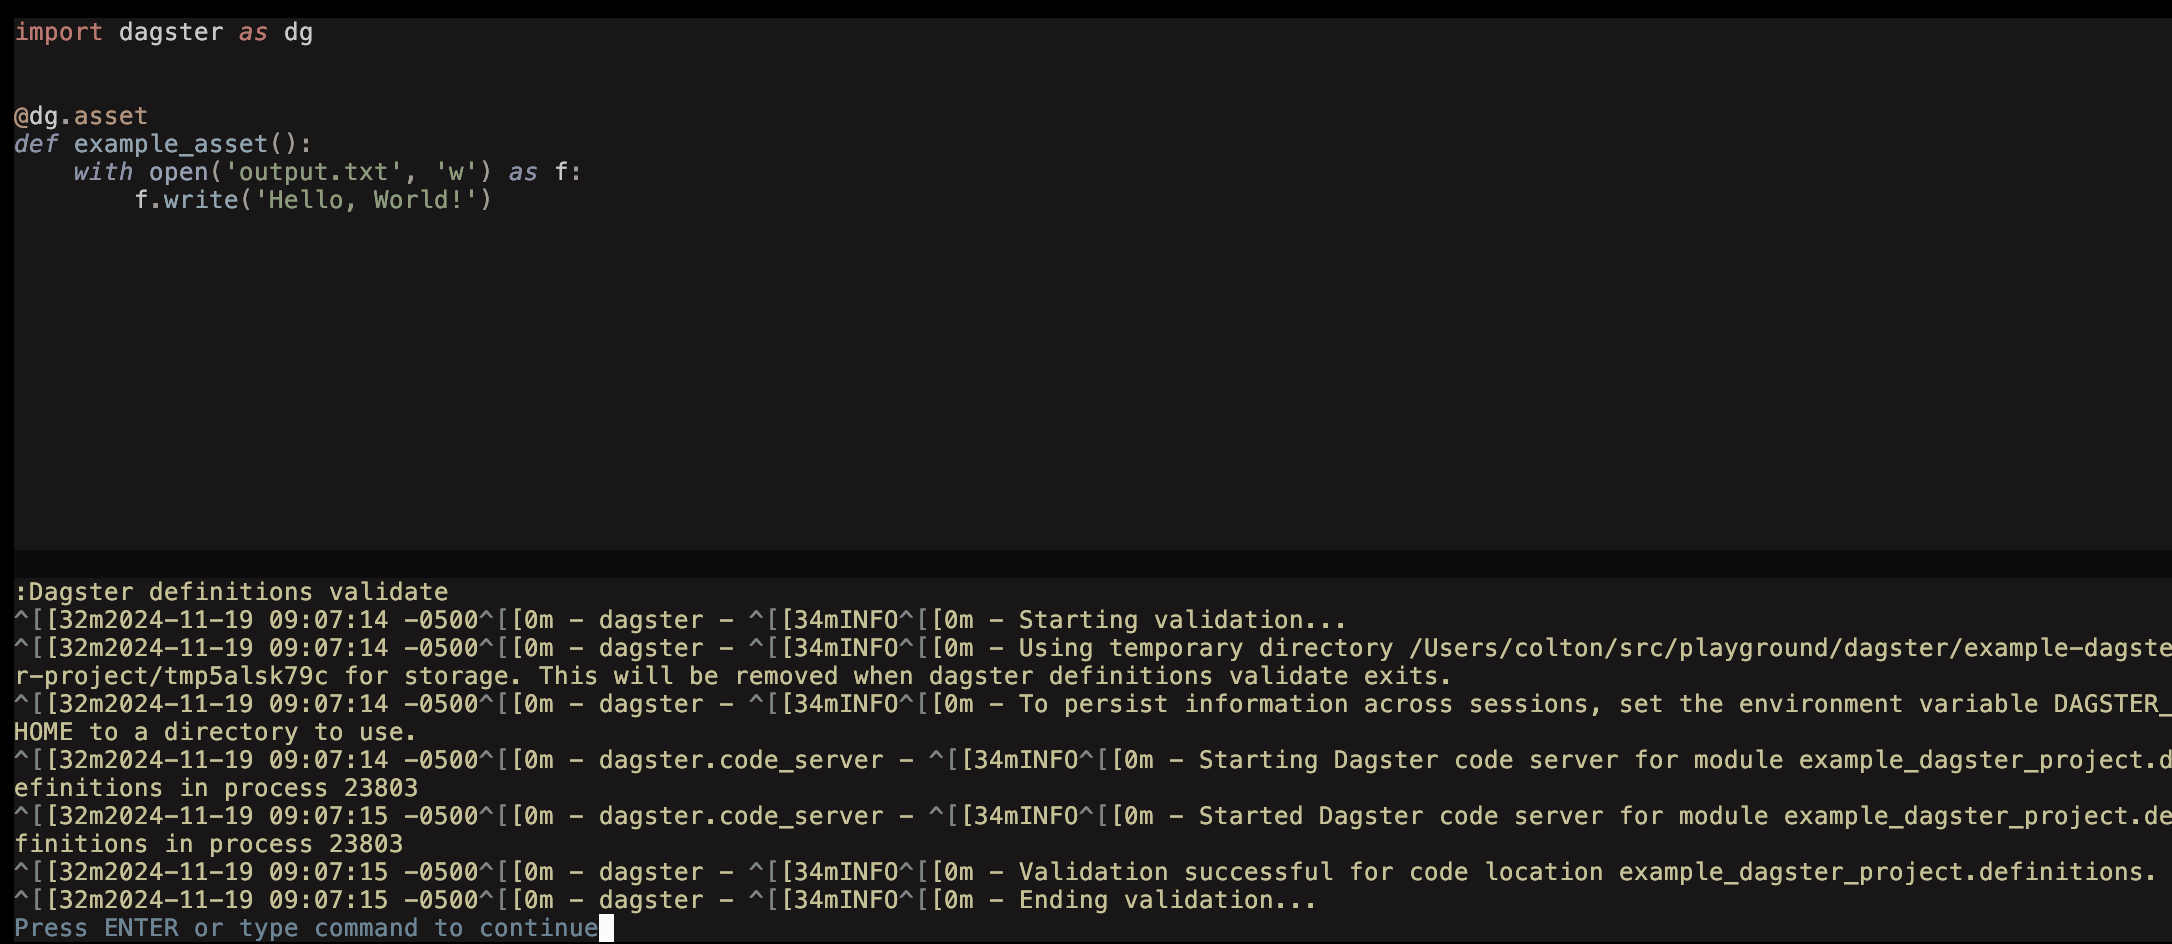 import dagster as dg
@dg.asset
def example_asset():
    with open('output.txt', 'w') as f:
        f.write('Hello, World!')
:Dagster definitions validate
^[[32m2024-11-19 09:07:14 -0500^[[0m - dagster - ^[[34mINFO^[[0m - Starting validation...
^[[32m2024-11-19 09:07:14 -0500^[[0m - dagster - ^[[34mINFO^[[0m - Using temporary directory /Users/colton/src/playground/dagster/example-dagste
r-project/tmp5alsk79c for storage. This will be removed when dagster definitions validate exits.
^[[32m2024-11-19 09:07:14 -0500^[[0m - dagster - ^[[34mINFO^[[0m - To persist information across sessions, set the environment variable DAGSTER_
HOME to a directory to use.
^[[32m2024-11-19 09:07:14 -0500^[[0m - dagster.code_server - ^[[34mINFO^[[0m - Starting Dagster code server for module example_dagster_project.d
efinitions in process 23803
^[[32m2024-11-19 09:07:15 -0500^[[0m - dagster.code_server - ^[[34mINFO^[[0m - Started Dagster code server for module example_dagster_project.de
finitions in process 23803
^[[32m2024-11-19 09:07:15 -0500^[[0m - dagster - ^[[34mINFO^[[0m - Validation successful for code location example_dagster_project.definitions.
^[[32m2024-11-19 09:07:15 -0500^[[0m - dagster - ^[[34mINFO^[[0m - Ending validation...
Press ENTER or type command to continue